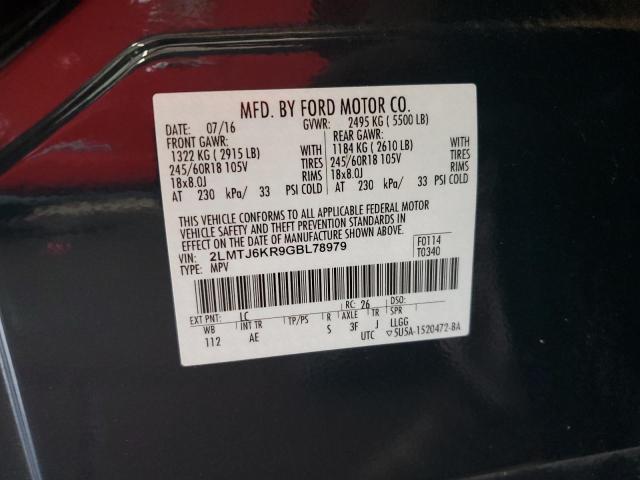 MFD. BY FORD MOTOR CO.
DATE: 07/16 GVWR: 2495 KG (5500 LB)
FRONT GAWR: REAR GAWR:
1322 KG (2915 LB) WITH 1184 KG (2610 LB) WITH
245/60R18 105V TIRES 245/60R18 105V TIRES
18x8.0J RIMS 18x8.0J RIMS
AT 230 kPa/ 33 PSI COLD AT 230 kPa/ 33 PSI COLD
THIS VEHICLE CONFORMS TO ALL APPLICABLE FEDERAL MOTOR
VEHICLE SAFETY AND THEFT PREVENTION STANDARDS IN
EFFECT ON THE DATE OF MANUFACTURE SHOWN ABOVE.
VIN: 2LMTJ6KR9GBL78979 F0114
TYPE: MPV T0340
EXT PNT: LC RC: 26 DSO:
WB INT TR TP/PS R AXLE TR SPR
112 AE S 3F J LLGG
UTC 5U5A-1520472-BA